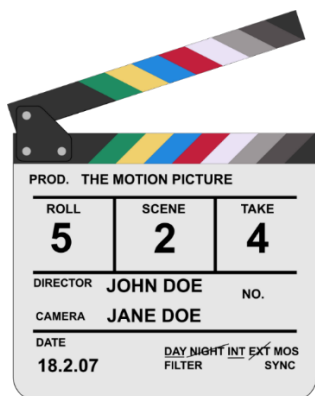 PROD. THE MOTION PICTURE
ROLL SCENE TAKE
5 2 4
DIRECTOR JOHN DOE NO.
CAMERA JANE DOE
DATE
18.2.07
DAY NIGHT INT EXT MOS
FILTER SYNC